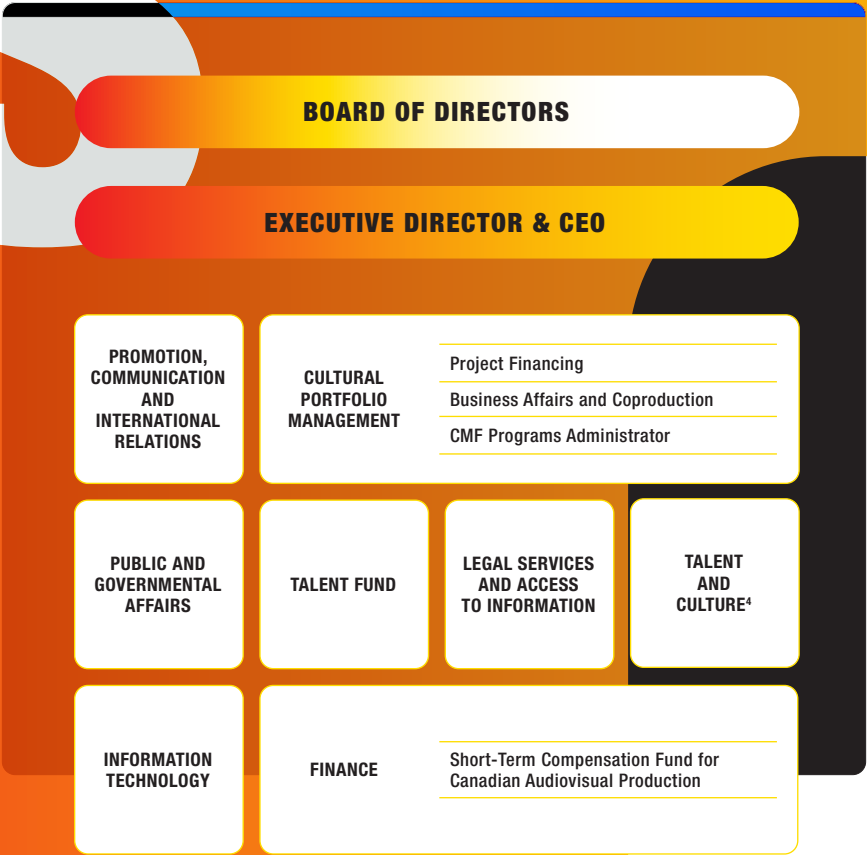 BOARD OF DIRECTORS
EXECUTIVE DIRECTOR & CEO
PROMOTION,
COMMUNICATION
AND
INTERNATIONAL
RELATIONS
CULTURAL
PORTFOLIO
MANAGEMENT
Project Financing
Business Affairs and Coproduction
CMF Programs Administrator
PUBLIC AND
GOVERNMENTAL
AFFAIRS
TALENT FUND
LEGAL SERVICES
AND ACCESS
TO INFORMATION
TALENT
AND
CULTURE⁴
INFORMATION
TECHNOLOGY
FINANCE
Short-Term Compensation Fund for
Canadian Audiovisual Production